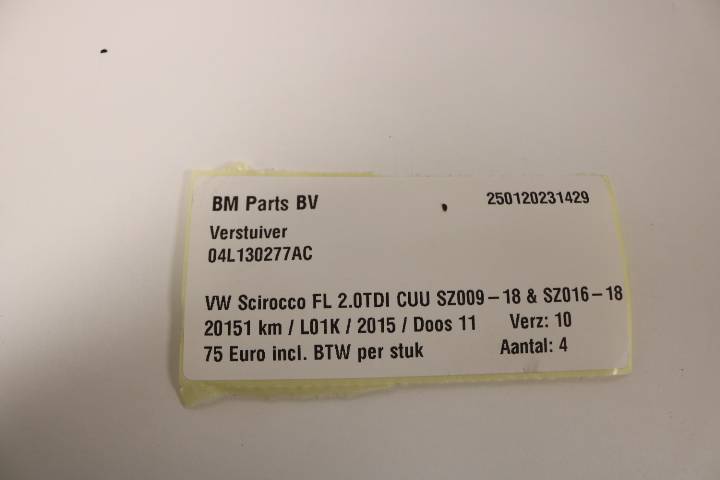 BM Parts BV 250120231429
Verstuiver
04L130277AC
VW Scirocco FL 2.0TDI CUU SZ009-18 & SZ016-18
20151 km / L01K / 2015 / Doos 11 Verz: 10
75 Euro incl. BTW per stuk Aantal: 4